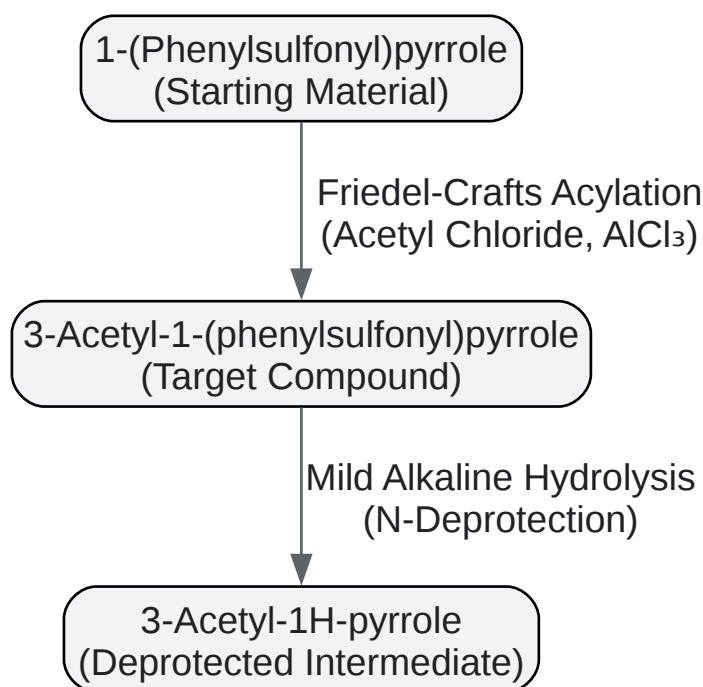 1-(Phenylsulfonyl)pyrrole
(Starting Material)
Friedel-Crafts Acylation
(Acetyl Chloride, AlCl₃)
3-Acetyl-1-(phenylsulfonyl)pyrrole
(Target Compound)
Mild Alkaline Hydrolysis
(N-Deprotection)
3-Acetyl-1H-pyrrole
(Deprotected Intermediate)